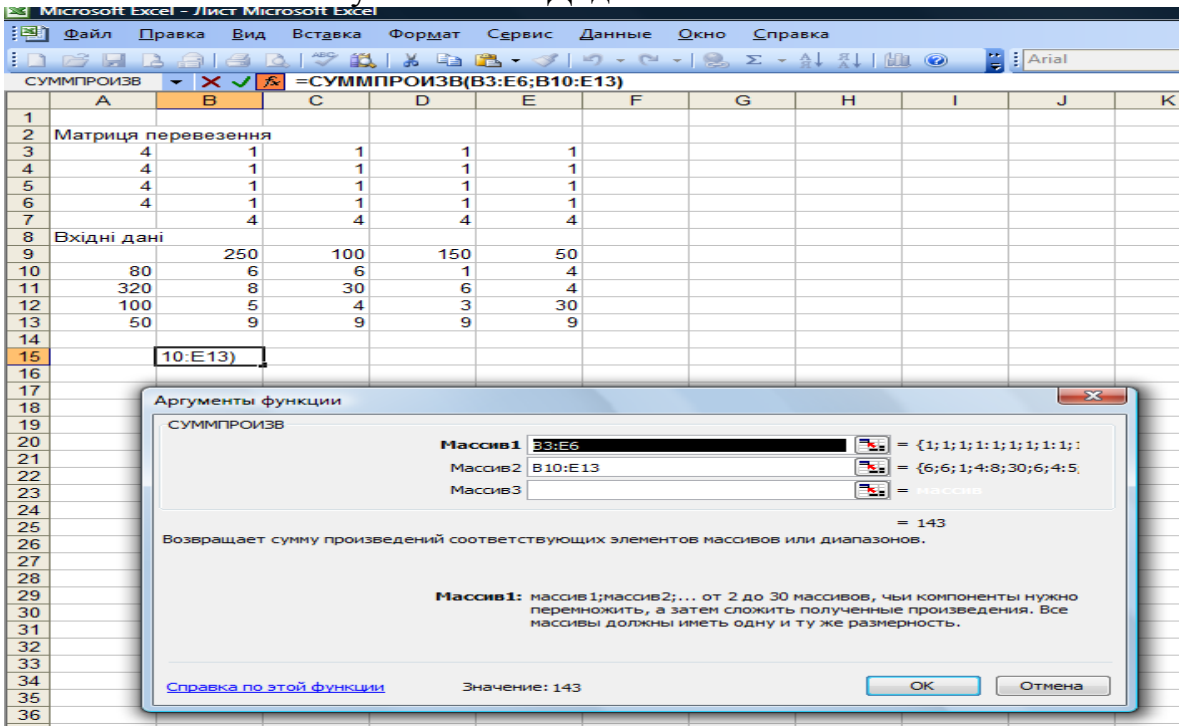 Microsoft Excel - Лист Microsoft Excel
Файл Правка Вид Вставка Формат Сервис Данные Окно Справка
Arial
СУММПРОИЗВ =СУММПРОИЗВ(B3:E6;B10:E13)
A B C D E F G H I J K
1
2 Матриця перевезення
3 4 1 1 1 1
4 4 1 1 1 1
5 4 1 1 1 1
6 4 1 1 1 1
7 4 4 4 4
8 Вхідні дані
9 250 100 150 50
10 80 6 6 1 4
11 320 8 30 6 4
12 100 5 4 3 30
13 50 9 9 9 9
14
15 10:E13)
16
17
18 Аргументы функции
19 СУММПРОИЗВ
20 Массив1 B3:E6 = {1;1;1;1:1;1;1;1:1;1
21
22 Массив2 B10:E13 = {6;6;1;4:8;30;6;4:5;
23 Массив3 = массив
24
25 = 143
26 Возвращает сумму произведений соответствующих элементов массивов или диапазонов.
27
28
29 Массив1: массив1;массив2;... от 2 до 30 массивов, чьи компоненты нужно
30 перемножить, а затем сложить полученные произведения. Все
31 массивы должны иметь одну и ту же размерность.
32
33
34 Справка по этой функции Значение: 143 OK Отмена
35
36